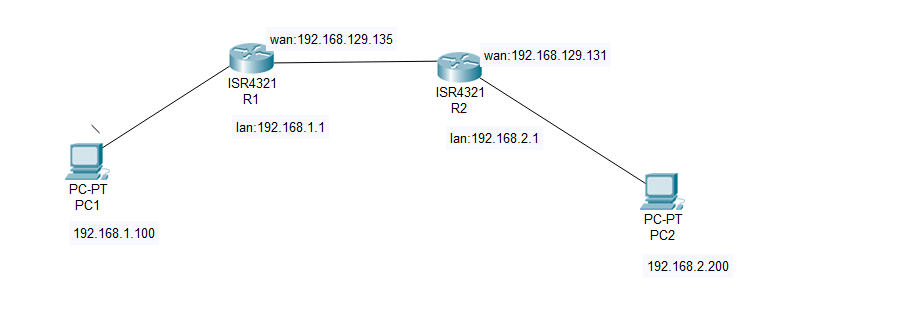 wan:192.168.129.135
wan:192.168.129.131
ISR4321
R1
ISR4321
R2
lan:192.168.1.1
lan:192.168.2.1
PC-PT
PC1
192.168.1.100
PC-PT
PC2
192.168.2.200